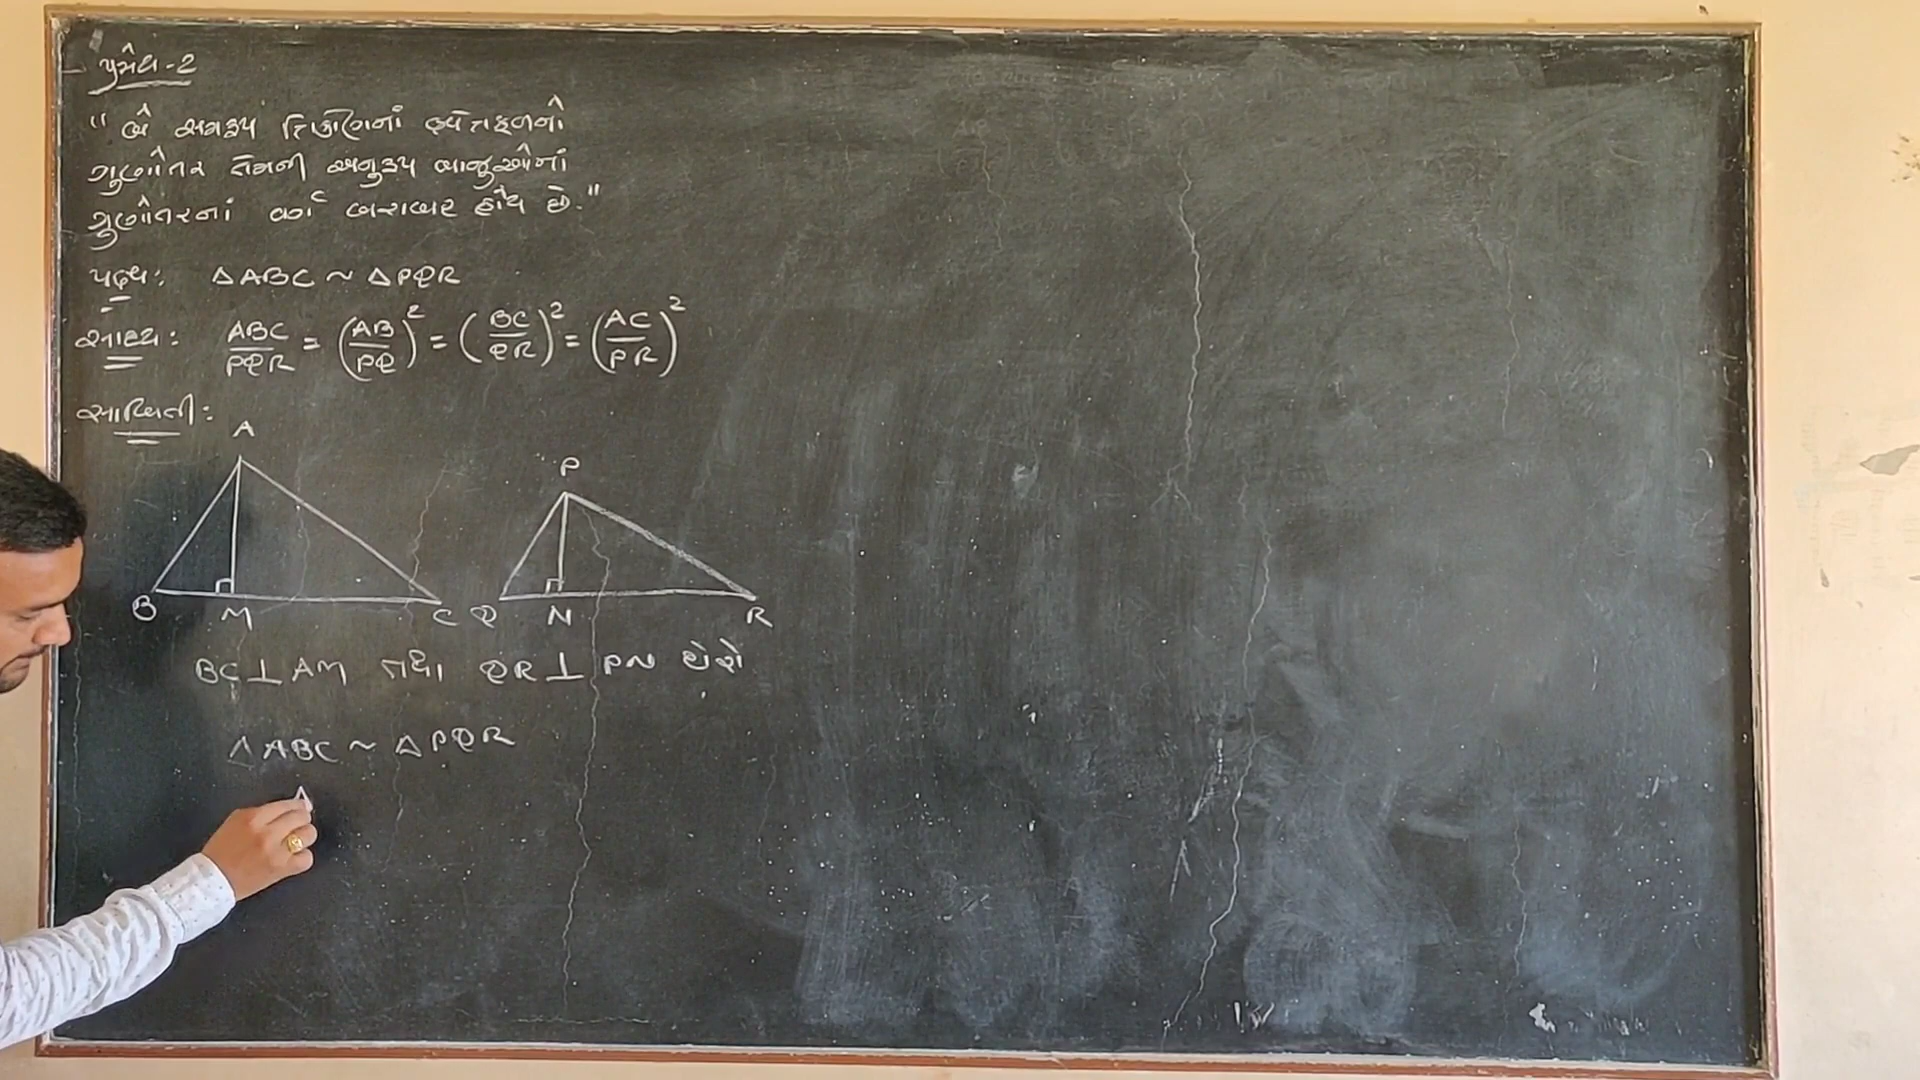 પ્રમેય-2
"બે સમરૂપ ત્રિકોણનાં ક્ષેત્રફળનો
ગુણોત્તર તેમની અનુરૂપ બાજુઓનાં
ગુણોતરનાં વર્ગ બરાબર હોય છે."
પક્ષ: △ABC ~ △PQR
સાધ્ય: ABC/PQR = (AB/PQ)² = (BC/QR)² = (AC/PR)²
સાબિતી:
A
P
B M C Q N R
BC⊥AM તથા QR⊥PN દોરો
△ABC ~ △PQR